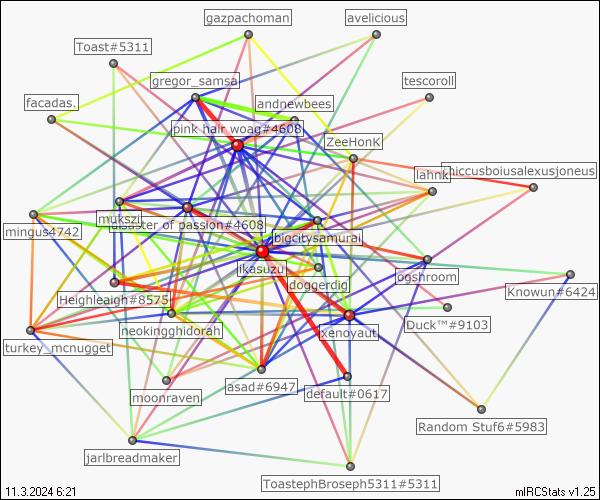 gazpachoman
avelicious
Toast#5311
gregor_samsa
tescoroll
facadas.
andnewbees
pink hair woag#4608
ZeeHonK
lahnk
hiccusboiusalexusjoneus
mukszi
mingus4742
disaster of passion#4608
bigcitysamurai
likasuzu
ogshroom
doggerdig
Heighleaigh#8575
Knowun#6424
neokingghidorah
xenoyaut
Duck™#9103
turkey_mcnugget
asad#6947
default#0617
moonraven
Random Stuf6#5983
jarlbreadmaker
ToastephBroseph5311#5311
11.3.2024 6:21
mIRCStats v1.25